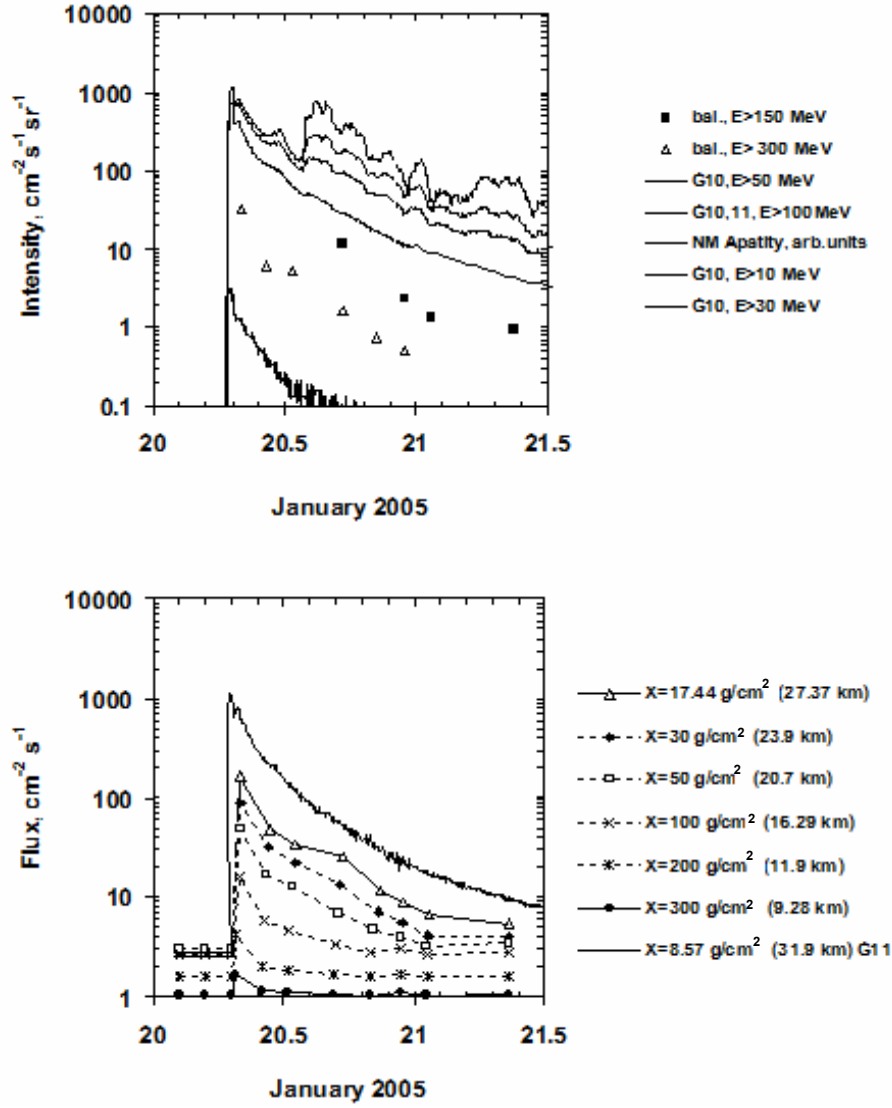 10000
1000
100
10
1
0.1
Intensity, cm⁻² s⁻¹ sr⁻¹
20 20.5 21 21.5
January 2005
bal., E>150 MeV
bal., E> 300 MeV
G10,E>50 MeV
G10,11, E>100MeV
NM Apatity, arb.units
G10, E>10 MeV
G10, E>30 MeV
10000
1000
100
10
1
Flux, cm⁻² s⁻¹
20 20.5 21 21.5
January 2005
X=17.44 g/cm² (27.37 km)
X=30 g/cm² (23.9 km)
X=50 g/cm² (20.7 km)
X=100 g/cm² (16.29 km)
X=200 g/cm² (11.9 km)
X=300 g/cm² (9.28 km)
X=8.57 g/cm² (31.9 km) G11